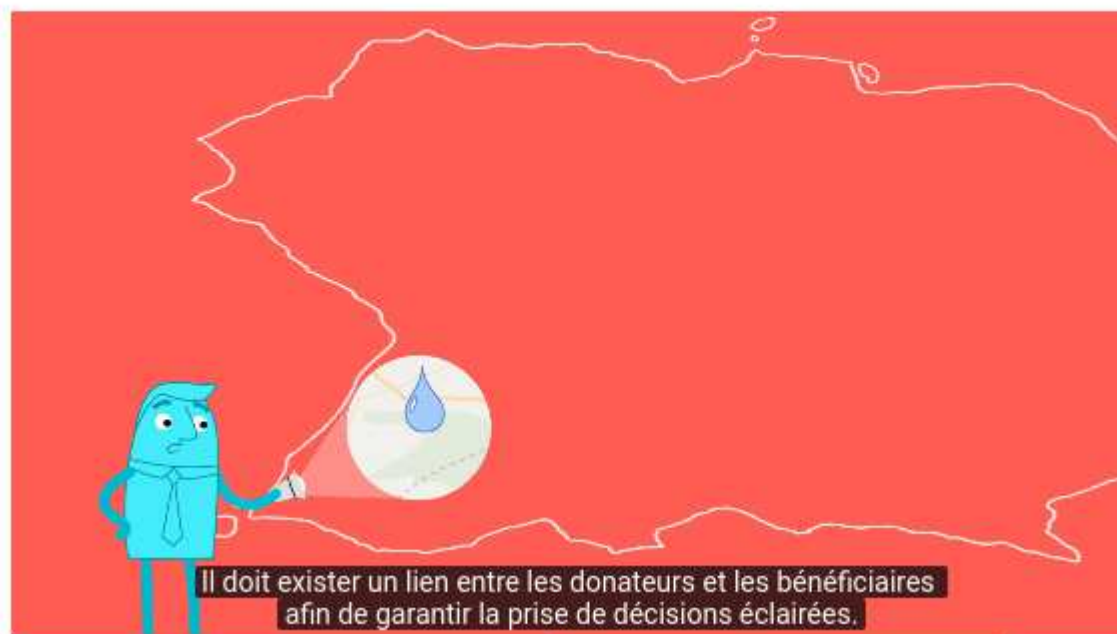 Il doit exister un lien entre les donateurs et les bénéficiaires
afin de garantir la prise de décisions éclairées.